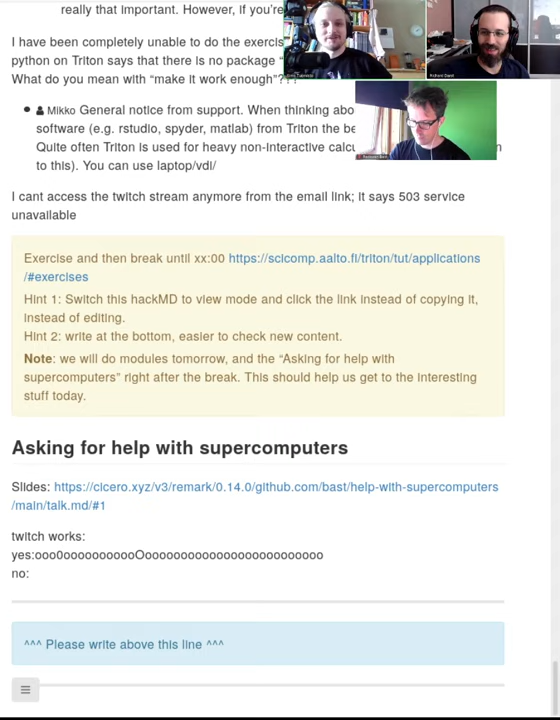 really that important. However, if you're
I have been completely unable to do the exercis
python on Triton says that there is no package "
What do you mean with “make it work enough”???
Mikko General notice from support. When thinking abo
software (e.g. rstudio, spyder, matlab) from Triton the be
Quite often Triton is used for heavy non-interactive calcu
to this). You can use laptop/vdi/
I cant access the twitch stream anymore from the email link; it says 503 service
unavailable
Exercise and then break until xx:00 https://scicomp.aalto.fi/triton/tut/applications
/#exercises
Hint 1: Switch this hackMD to view mode and click the link instead of copying it,
instead of editing.
Hint 2: write at the bottom, easier to check new content.
Note: we will do modules tomorrow, and the “Asking for help with
supercomputers” right after the break. This should help us get to the interesting
stuff today.
Asking for help with supercomputers
Slides: https://cicero.xyz/v3/remark/0.14.0/github.com/bast/help-with-supercomputers
/main/talk.md/#1
twitch works:
yes:ooo0ooooooooooOooooooooooooooooooooooooo
no:
^^^ Please write above this line ^^^